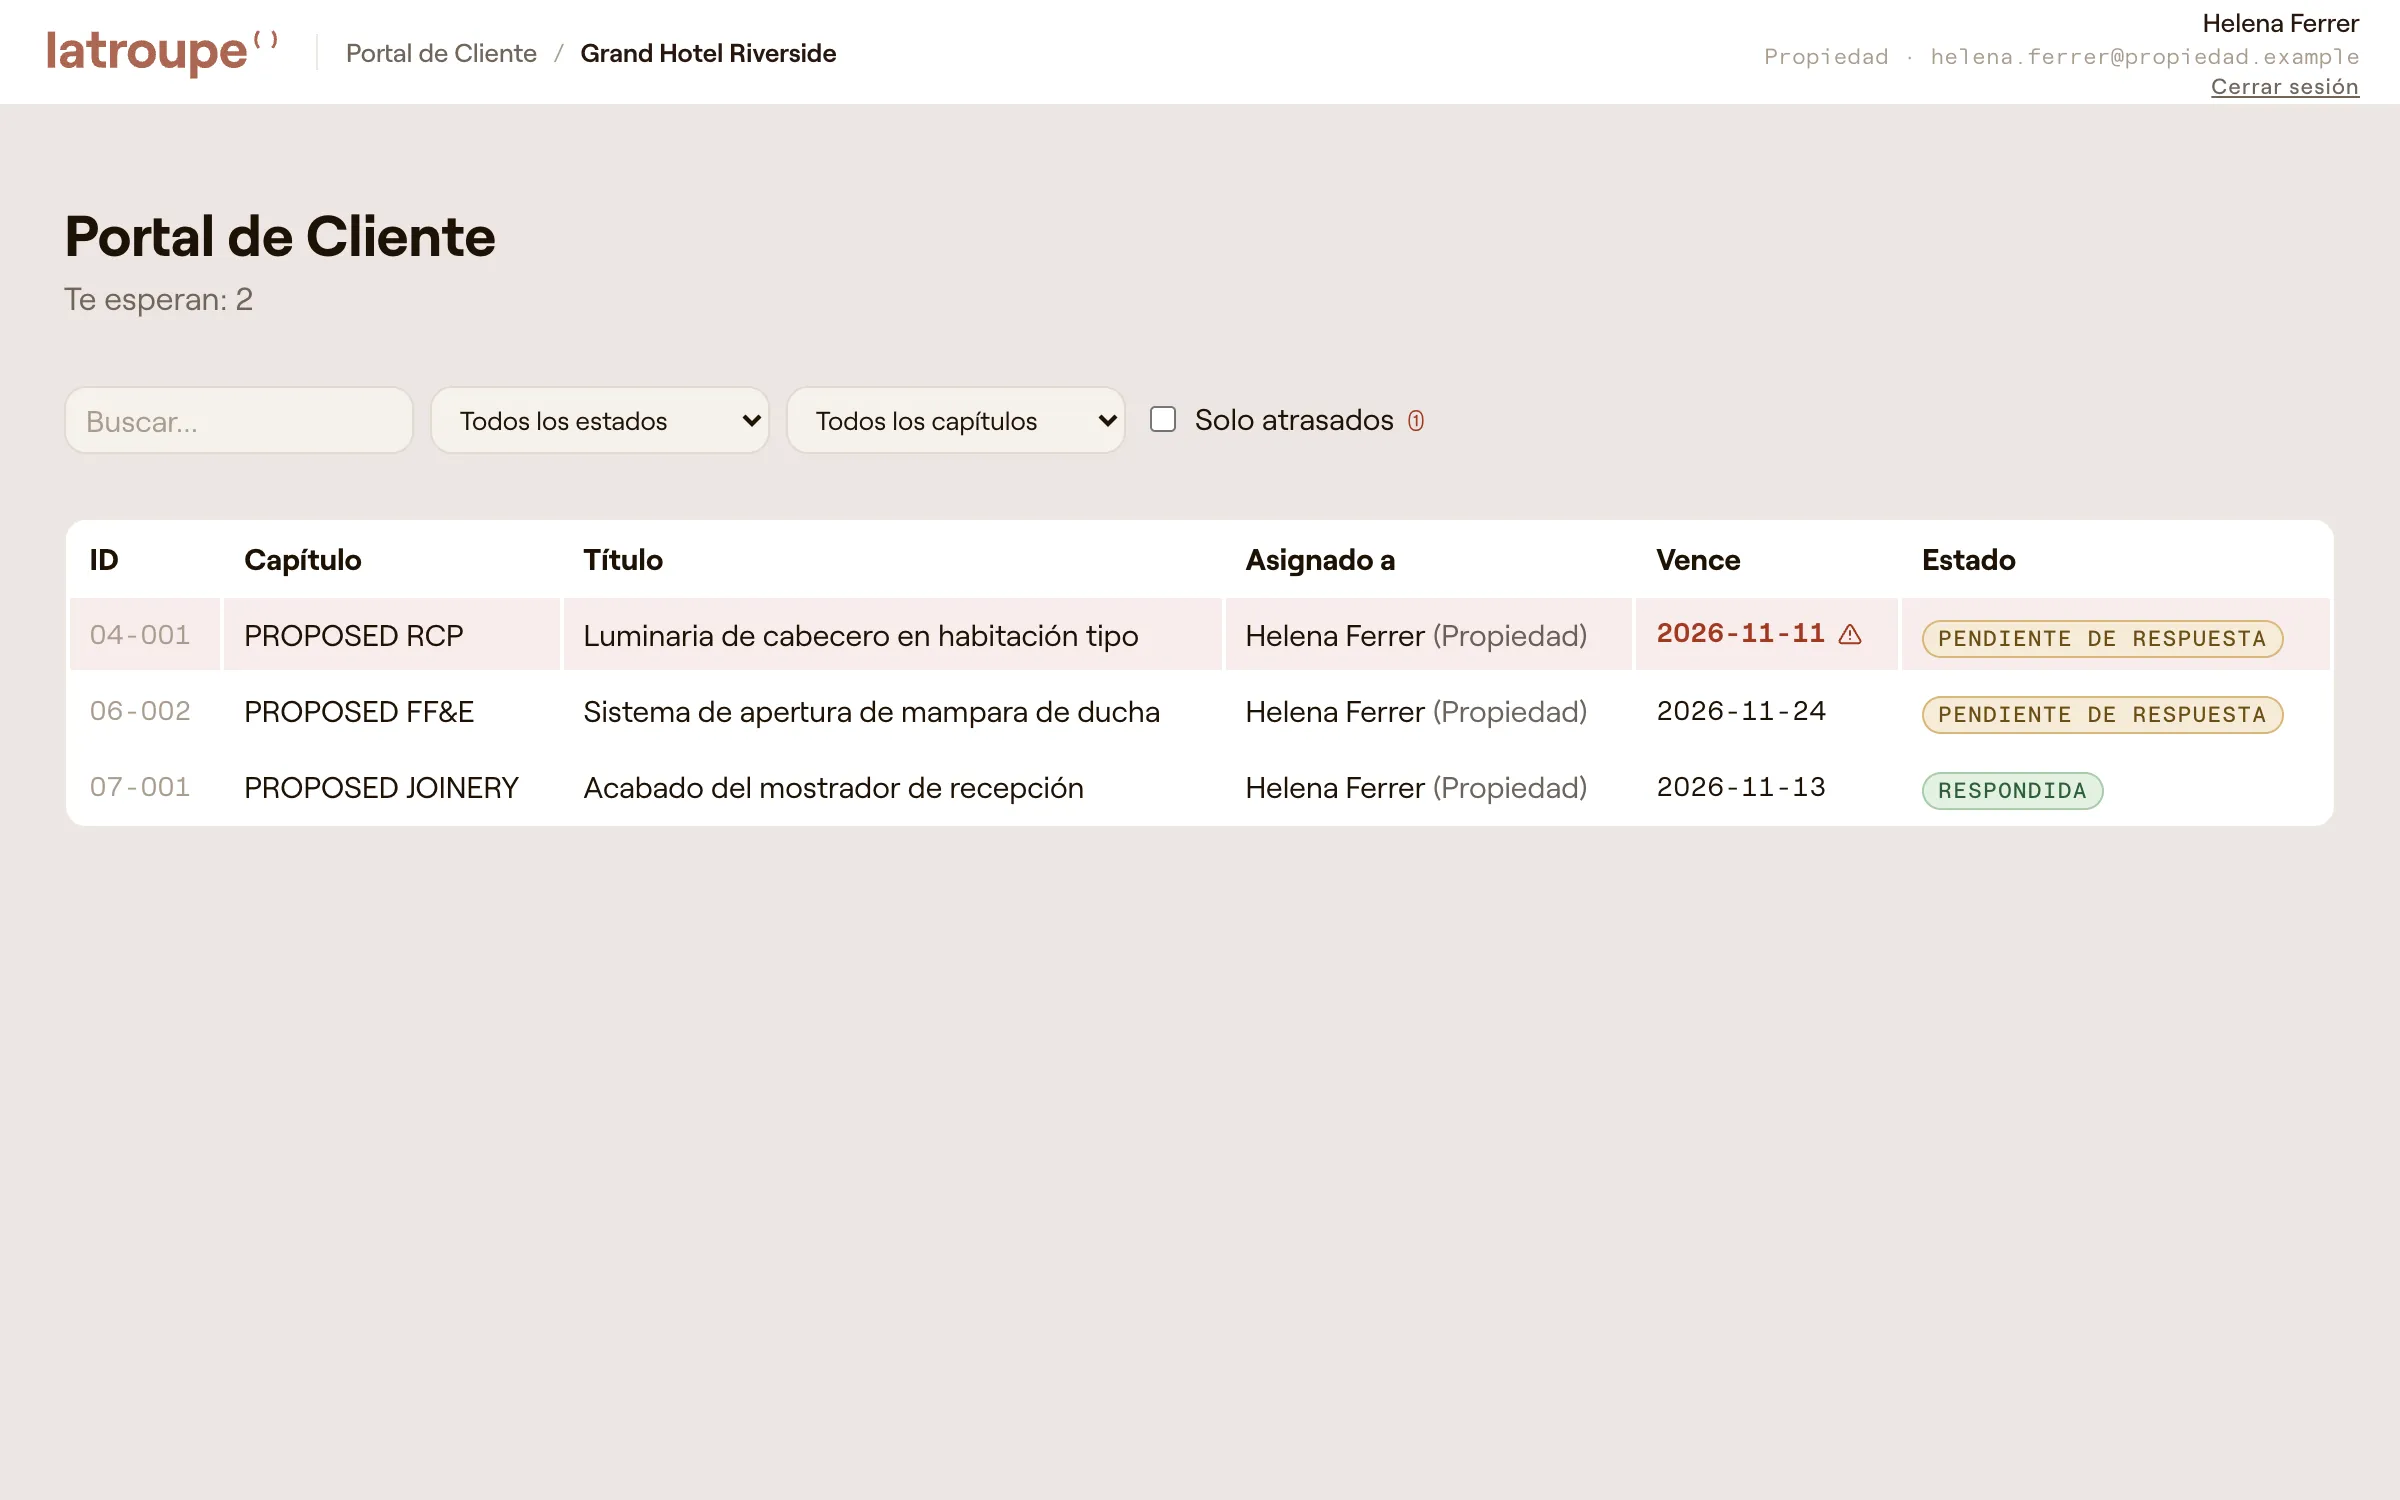 latroupe()
Portal de Cliente / Grand Hotel Riverside
Helena Ferrer
Propiedad · helena.ferrer@propiedad.example
Cerrar sesión
Portal de Cliente
Te esperan: 2
Buscar...
Todos los estados
Todos los capítulos
Solo atrasados 1
ID Capítulo Título Asignado a Vence Estado
04-001 PROPOSED RCP Luminaria de cabecero en habitación tipo Helena Ferrer (Propiedad) 2026-11-11 PENDIENTE DE RESPUESTA
06-002 PROPOSED FF&E Sistema de apertura de mampara de ducha Helena Ferrer (Propiedad) 2026-11-24 PENDIENTE DE RESPUESTA
07-001 PROPOSED JOINERY Acabado del mostrador de recepción Helena Ferrer (Propiedad) 2026-11-13 RESPONDIDA